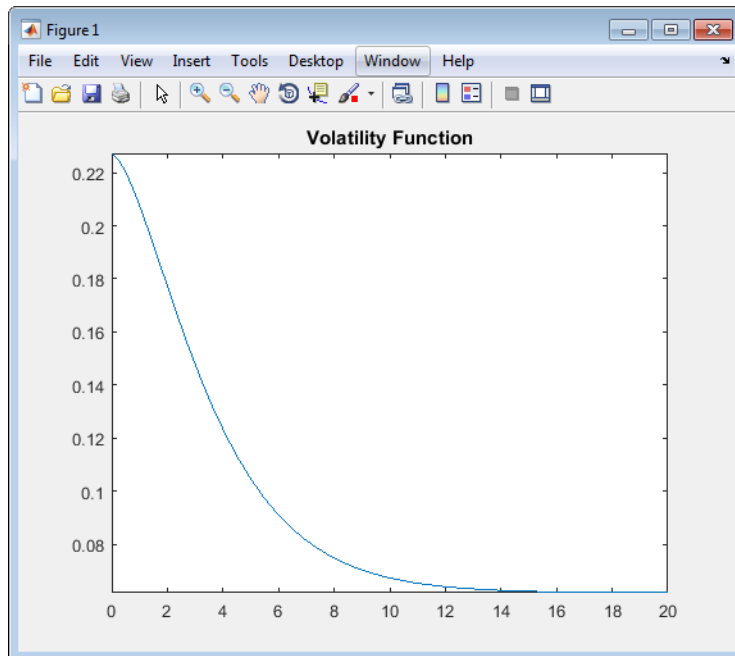 Figure 1
File Edit View Insert Tools Desktop Window Help
Volatility Function
0.22
0.2
0.18
0.16
0.14
0.12
0.1
0.08
0 2 4 6 8 10 12 14 16 18 20